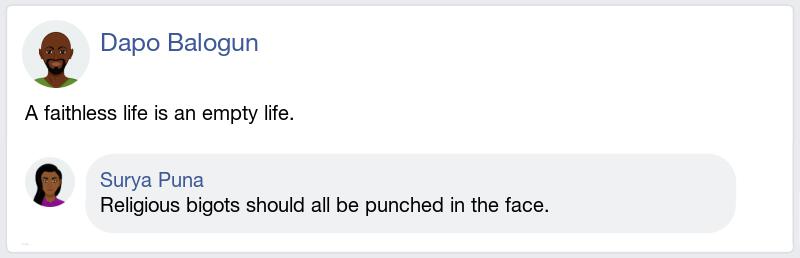 Dapo Balogun
A faithless life is an empty life.
Surya Puna
Religious bigots should all be punched in the face.